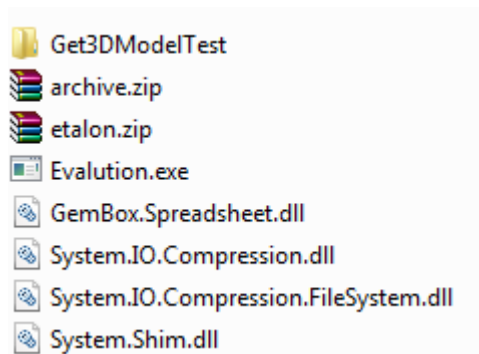 Get3DModelTest
archive.zip
etalon.zip
Evalution.exe
GemBox.Spreadsheet.dll
System.IO.Compression.dll
System.IO.Compression.FileSystem.dll
System.Shim.dll